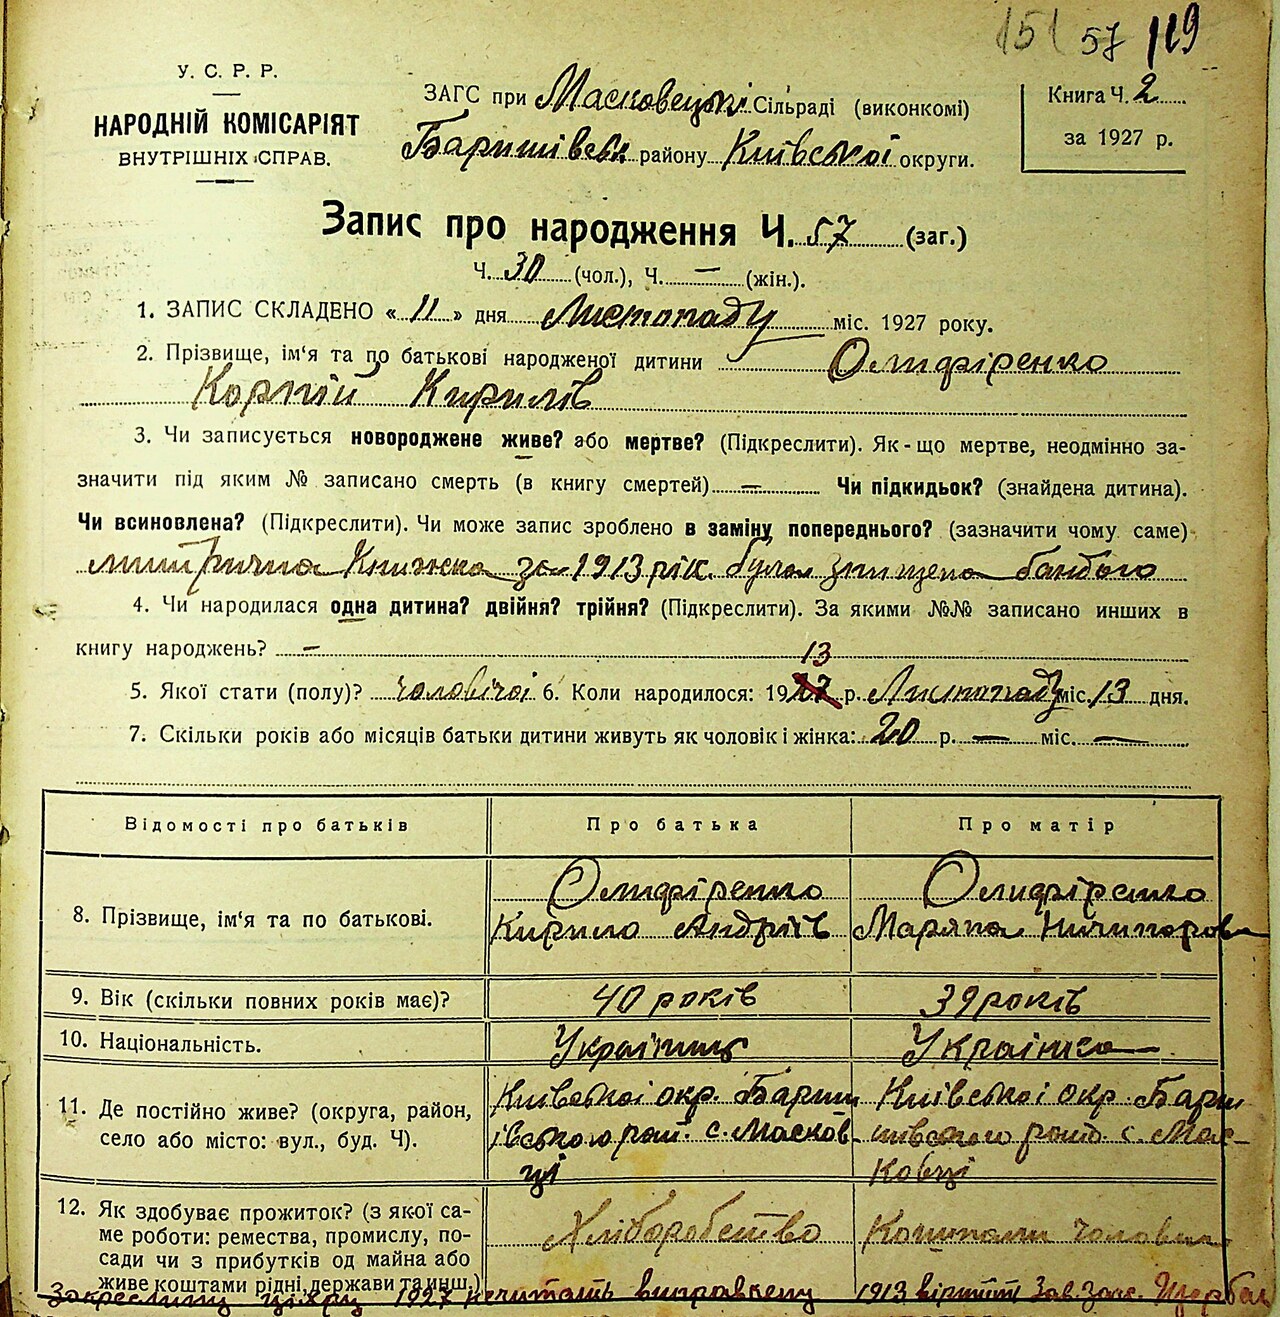 151 57 119
У. С. Р. Р.
НАРОДНІЙ КОМІСАРІЯТ
ВНУТРІШНІХ СПРАВ.
ЗАГС при Масковецькі Сільраді (виконкомі)
Баришівськ району Київської округи.
Книга Ч. 2
за 1927 р.
Запис про народження Ч. 57 (заг.)
Ч. 30 (чол.), Ч. — (жін.).
1. ЗАПИС СКЛАДЕНО « 11 » дня Листопаду міс. 1927 року.
2. Прізвище, ім'я та по батькові народженої дитини Олифіренко
Корній Кирилів
3. Чи записується новороджене живе? або мертве? (Підкреслити). Як-що мертве, неодмінно за-
значити під яким № записано смерть (в книгу смертей) — Чи підкидьок? (знайдена дитина).
Чи всиновлена? (Підкреслити). Чи може запис зроблено в заміну попереднього? (зазначити чому саме)
митрична книжка за 1913 рік. була знищена бандою
4. Чи народилася одна дитина? двійня? трійня? (Підкреслити). За якими №№ записано инших в
книгу народжень? —
13
5. Якої стати (полу)? чоловічої 6. Коли народилося: 1927 р. Листопаду міс. 13 дня.
7. Скільки років або місяців батьки дитини живуть як чоловік і жінка: 20 р. — міс. —
Відомості про батьків Про батька Про матір
8. Прізвище, ім'я та по батькові.
Олифіренко
Кирило Андріїв
Олифіренко
Маряна Ничипорова
9. Вік (скільки повних років має)? 40 років 39 років
10. Національність. Українець Українка
11. Де постійно живе? (округа, район,
село або місто: вул., буд. Ч).
Київської окр. Бариш
івського рай. с. Масков-
ці
Київської окр. Бари
шівського с. Мас-
ковці
12. Як здобуває прожиток? (з якої са-
ме роботи: ремества, промислу, по-
сади чи з прибутків од майна або
живе коштами рідні, держави та инш.)
Хліборобство
Коштами чоловіка
Закреслину цифру 1927 нечитать виправлену 1913 вірить Зав. Загс.